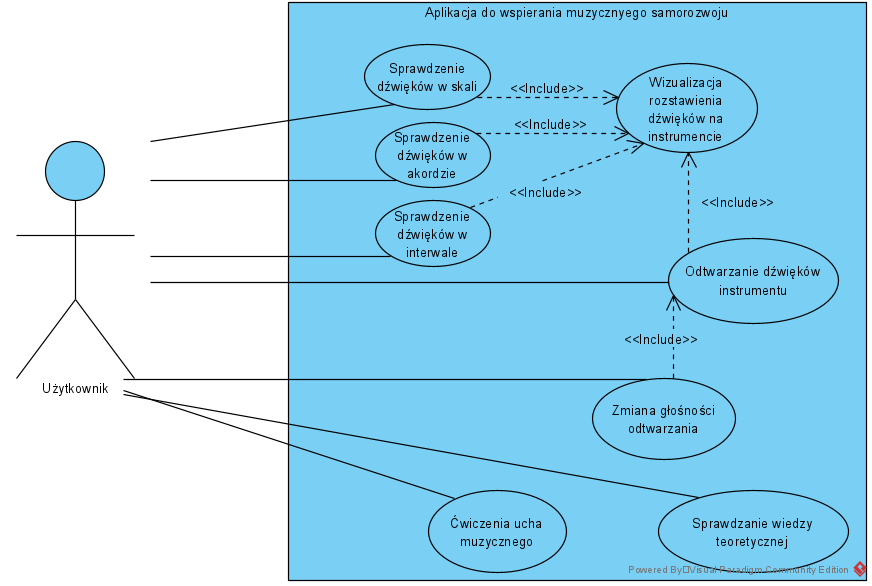 Aplikacja do wspierania muzycznyego samorozwoju
Sprawdzenie
dźwięków w skali
<<Include>>
Wizualizacja
rozstawienia
dźwięków na
instrumencie
<<Include>>
Sprawdzenie
dźwięków w
akordzie
<<Include>>
Sprawdzenie
dźwięków w
interwale
<<Include>>
Odtwarzanie dźwięków
instrumentu
<<Include>>
Użytkownik
Zmiana głośności
odtwarzania
Ćwiczenia ucha
muzycznego
Sprawdzanie wiedzy
teoretycznej
Powered By Visual Paradigm Community Edition